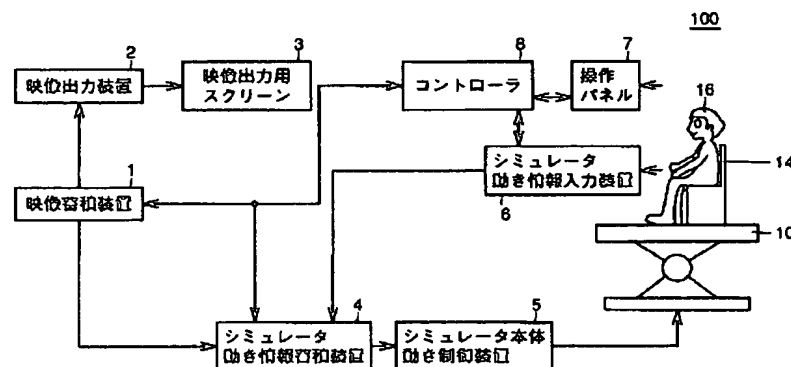 100
2
映像出力装置
3
映像出力用
スクリーン
8
コントローラ
7
操作
パネル
16
14
10
1
映像蓄積装置
シミュレータ
動き情報入力装置
6
4
シミュレータ
動き情報蓄積装置
5
シミュレータ本体
動き制御装置